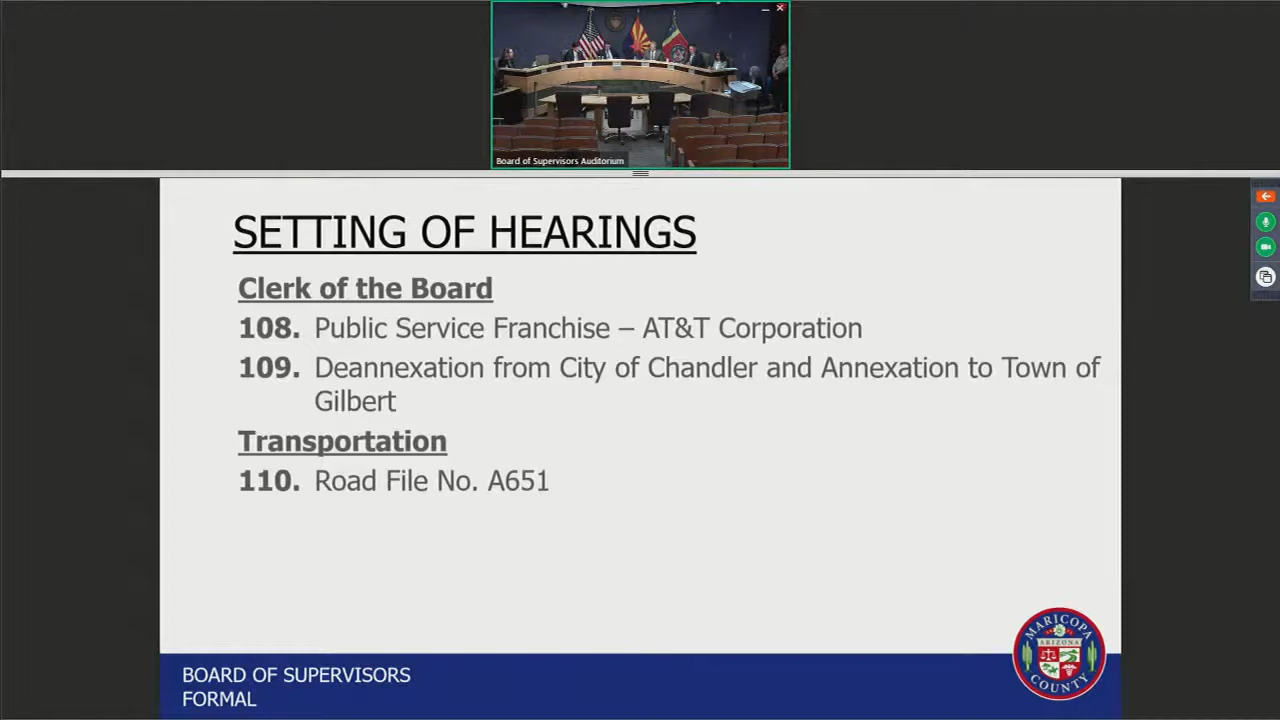 Board of Supervisors Auditorium
SETTING OF HEARINGS
Clerk of the Board
108. Public Service Franchise – AT&T Corporation
109. Deannexation from City of Chandler and Annexation to Town of
Gilbert
Transportation
110. Road File No. A651
BOARD OF SUPERVISORS
FORMAL
MARICOPA
ARIZONA
COUNTY